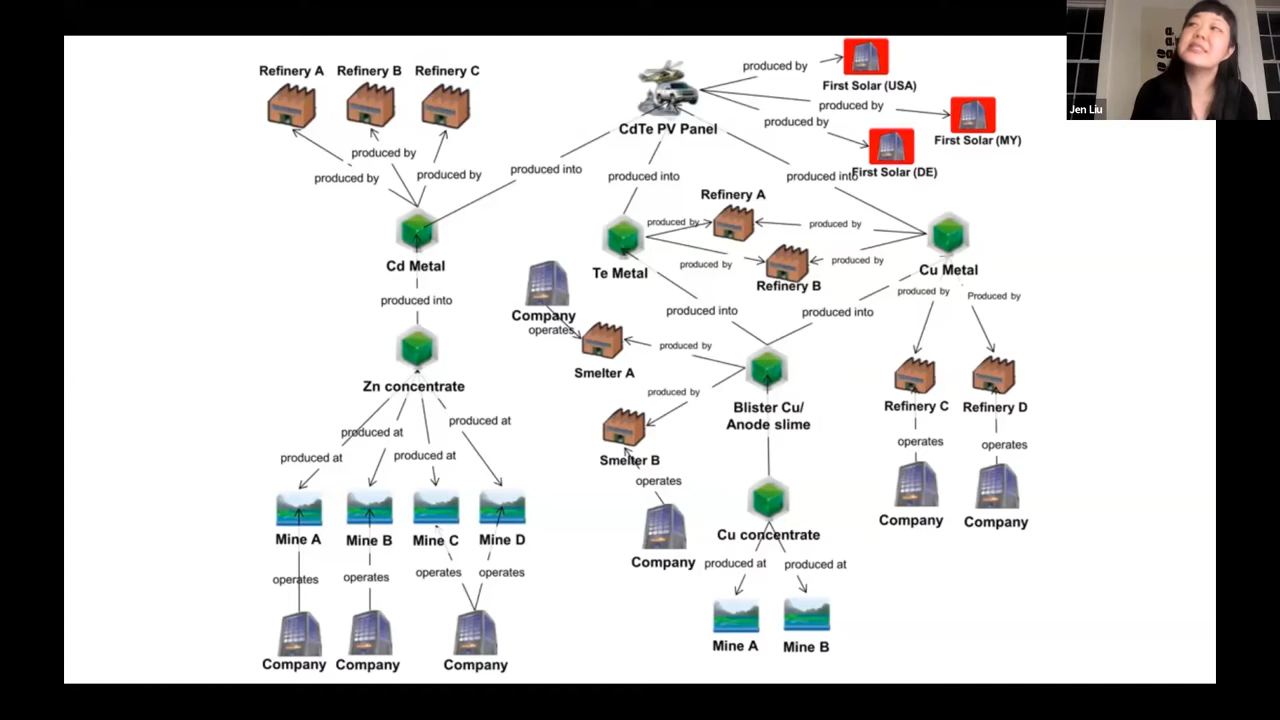 Refinery A Refinery B Refinery C
produced by
produced by
produced by
Cd Metal
produced into
Zn concentrate
produced at
produced at
produced at
produced at
Mine A Mine B Mine C Mine D
operates operates operates operates
Company Company Company
produced into
CdTe PV Panel
produced by
First Solar (USA)
produced by
First Solar (MY)
produced by
First Solar (DE)
produced into
produced into
Refinery A
produced by
produced by
produced by
produced by
Refinery B
Te Metal
Cu Metal
Company
operates
Smelter A
produced by
produced by
Smelter B
operates
Company
produced into
produced into
Blister Cu/
Anode slime
Cu concentrate
produced at
produced at
Mine A Mine B
produced by
Produced by
Refinery C Refinery D
operates operates
Company Company
Jen Liu